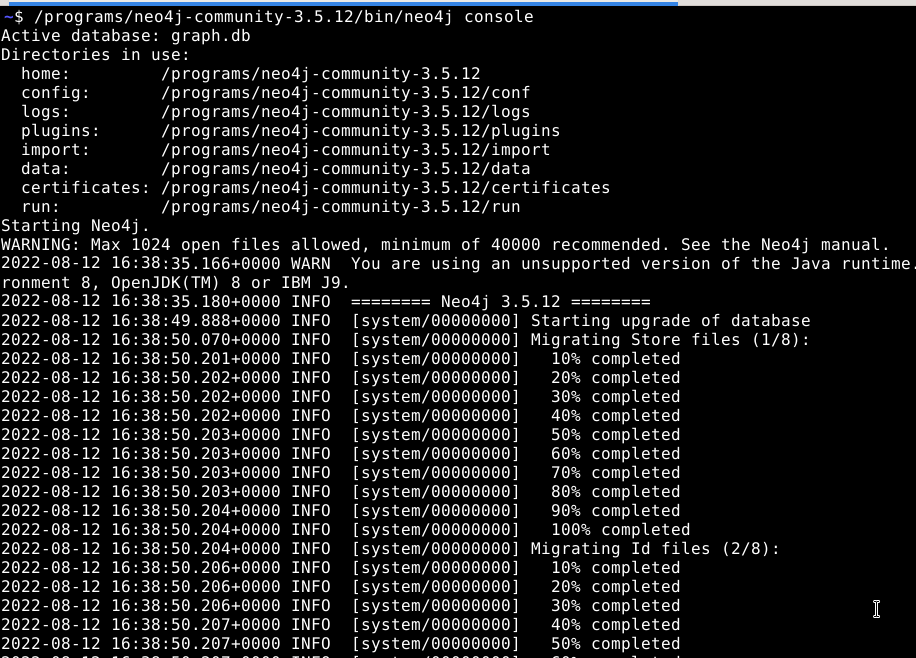 ~$ /programs/neo4j-community-3.5.12/bin/neo4j console
Active database: graph.db
Directories in use:
  home:         /programs/neo4j-community-3.5.12
  config:       /programs/neo4j-community-3.5.12/conf
  logs:         /programs/neo4j-community-3.5.12/logs
  plugins:      /programs/neo4j-community-3.5.12/plugins
  import:       /programs/neo4j-community-3.5.12/import
  data:         /programs/neo4j-community-3.5.12/data
  certificates: /programs/neo4j-community-3.5.12/certificates
  run:          /programs/neo4j-community-3.5.12/run
Starting Neo4j.
WARNING: Max 1024 open files allowed, minimum of 40000 recommended. See the Neo4j manual.
2022-08-12 16:38:35.166+0000 WARN  You are using an unsupported version of the Java runtime.
ronment 8, OpenJDK(TM) 8 or IBM J9.
2022-08-12 16:38:35.180+0000 INFO  ======== Neo4j 3.5.12 ========
2022-08-12 16:38:49.888+0000 INFO  [system/00000000] Starting upgrade of database
2022-08-12 16:38:50.070+0000 INFO  [system/00000000] Migrating Store files (1/8):
2022-08-12 16:38:50.201+0000 INFO  [system/00000000]   10% completed
2022-08-12 16:38:50.202+0000 INFO  [system/00000000]   20% completed
2022-08-12 16:38:50.202+0000 INFO  [system/00000000]   30% completed
2022-08-12 16:38:50.202+0000 INFO  [system/00000000]   40% completed
2022-08-12 16:38:50.203+0000 INFO  [system/00000000]   50% completed
2022-08-12 16:38:50.203+0000 INFO  [system/00000000]   60% completed
2022-08-12 16:38:50.203+0000 INFO  [system/00000000]   70% completed
2022-08-12 16:38:50.203+0000 INFO  [system/00000000]   80% completed
2022-08-12 16:38:50.204+0000 INFO  [system/00000000]   90% completed
2022-08-12 16:38:50.204+0000 INFO  [system/00000000]   100% completed
2022-08-12 16:38:50.204+0000 INFO  [system/00000000] Migrating Id files (2/8):
2022-08-12 16:38:50.206+0000 INFO  [system/00000000]   10% completed
2022-08-12 16:38:50.206+0000 INFO  [system/00000000]   20% completed
2022-08-12 16:38:50.206+0000 INFO  [system/00000000]   30% completed
2022-08-12 16:38:50.207+0000 INFO  [system/00000000]   40% completed
2022-08-12 16:38:50.207+0000 INFO  [system/00000000]   50% completed